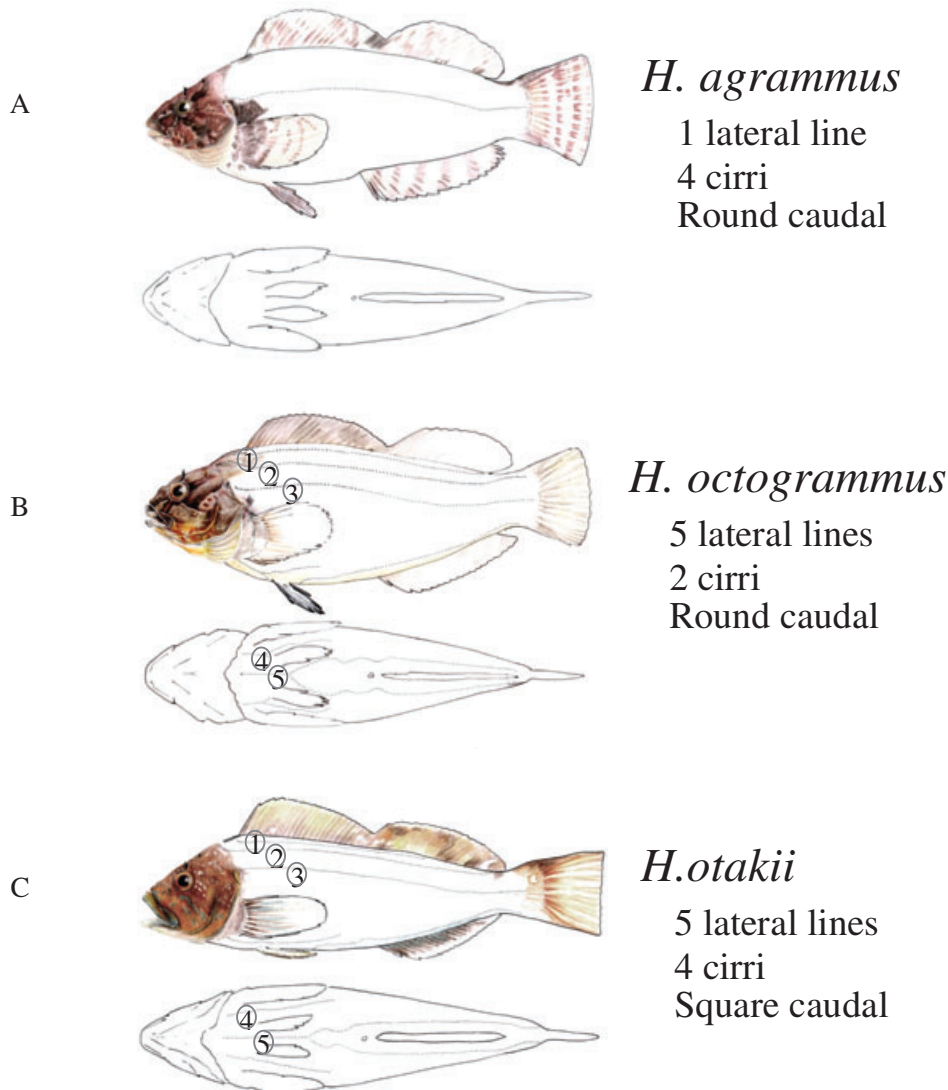 A
H. agrammus
1 lateral line
4 cirri
Round caudal
B
1
2
3
H. octogrammus
5 lateral lines
2 cirri
Round caudal
4
5
C
1
2
3
H.otakii
5 lateral lines
4 cirri
Square caudal
4
5